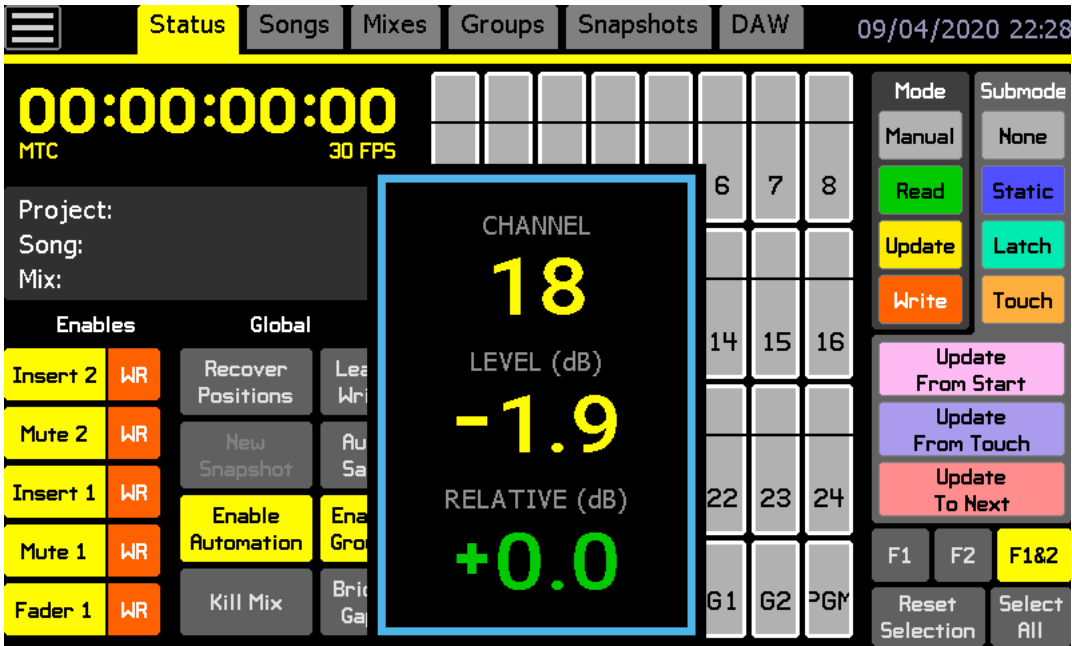 Status Songs Mixes Groups Snapshots DAW 09/04/2020 22:28
00:00:00:00
MTC 30 FPS
Project:
Song:
Mix:
Enables Global
Insert 2 WR
Mute 2 WR
Insert 1 WR
Mute 1 WR
Fader 1 WR
Recover
Positions
New
Snapshot
Enable
Automation
Kill Mix
CHANNEL
18
LEVEL (dB)
-1.9
RELATIVE (dB)
+0.0
6 7 8
14 15 16
22 23 24
G1 G2 PGM
Mode Submode
Manual None
Read Static
Update Latch
Write Touch
Update
From Start
Update
From Touch
Update
To Next
F1 F2 F1&2
Reset
Selection
Select
All